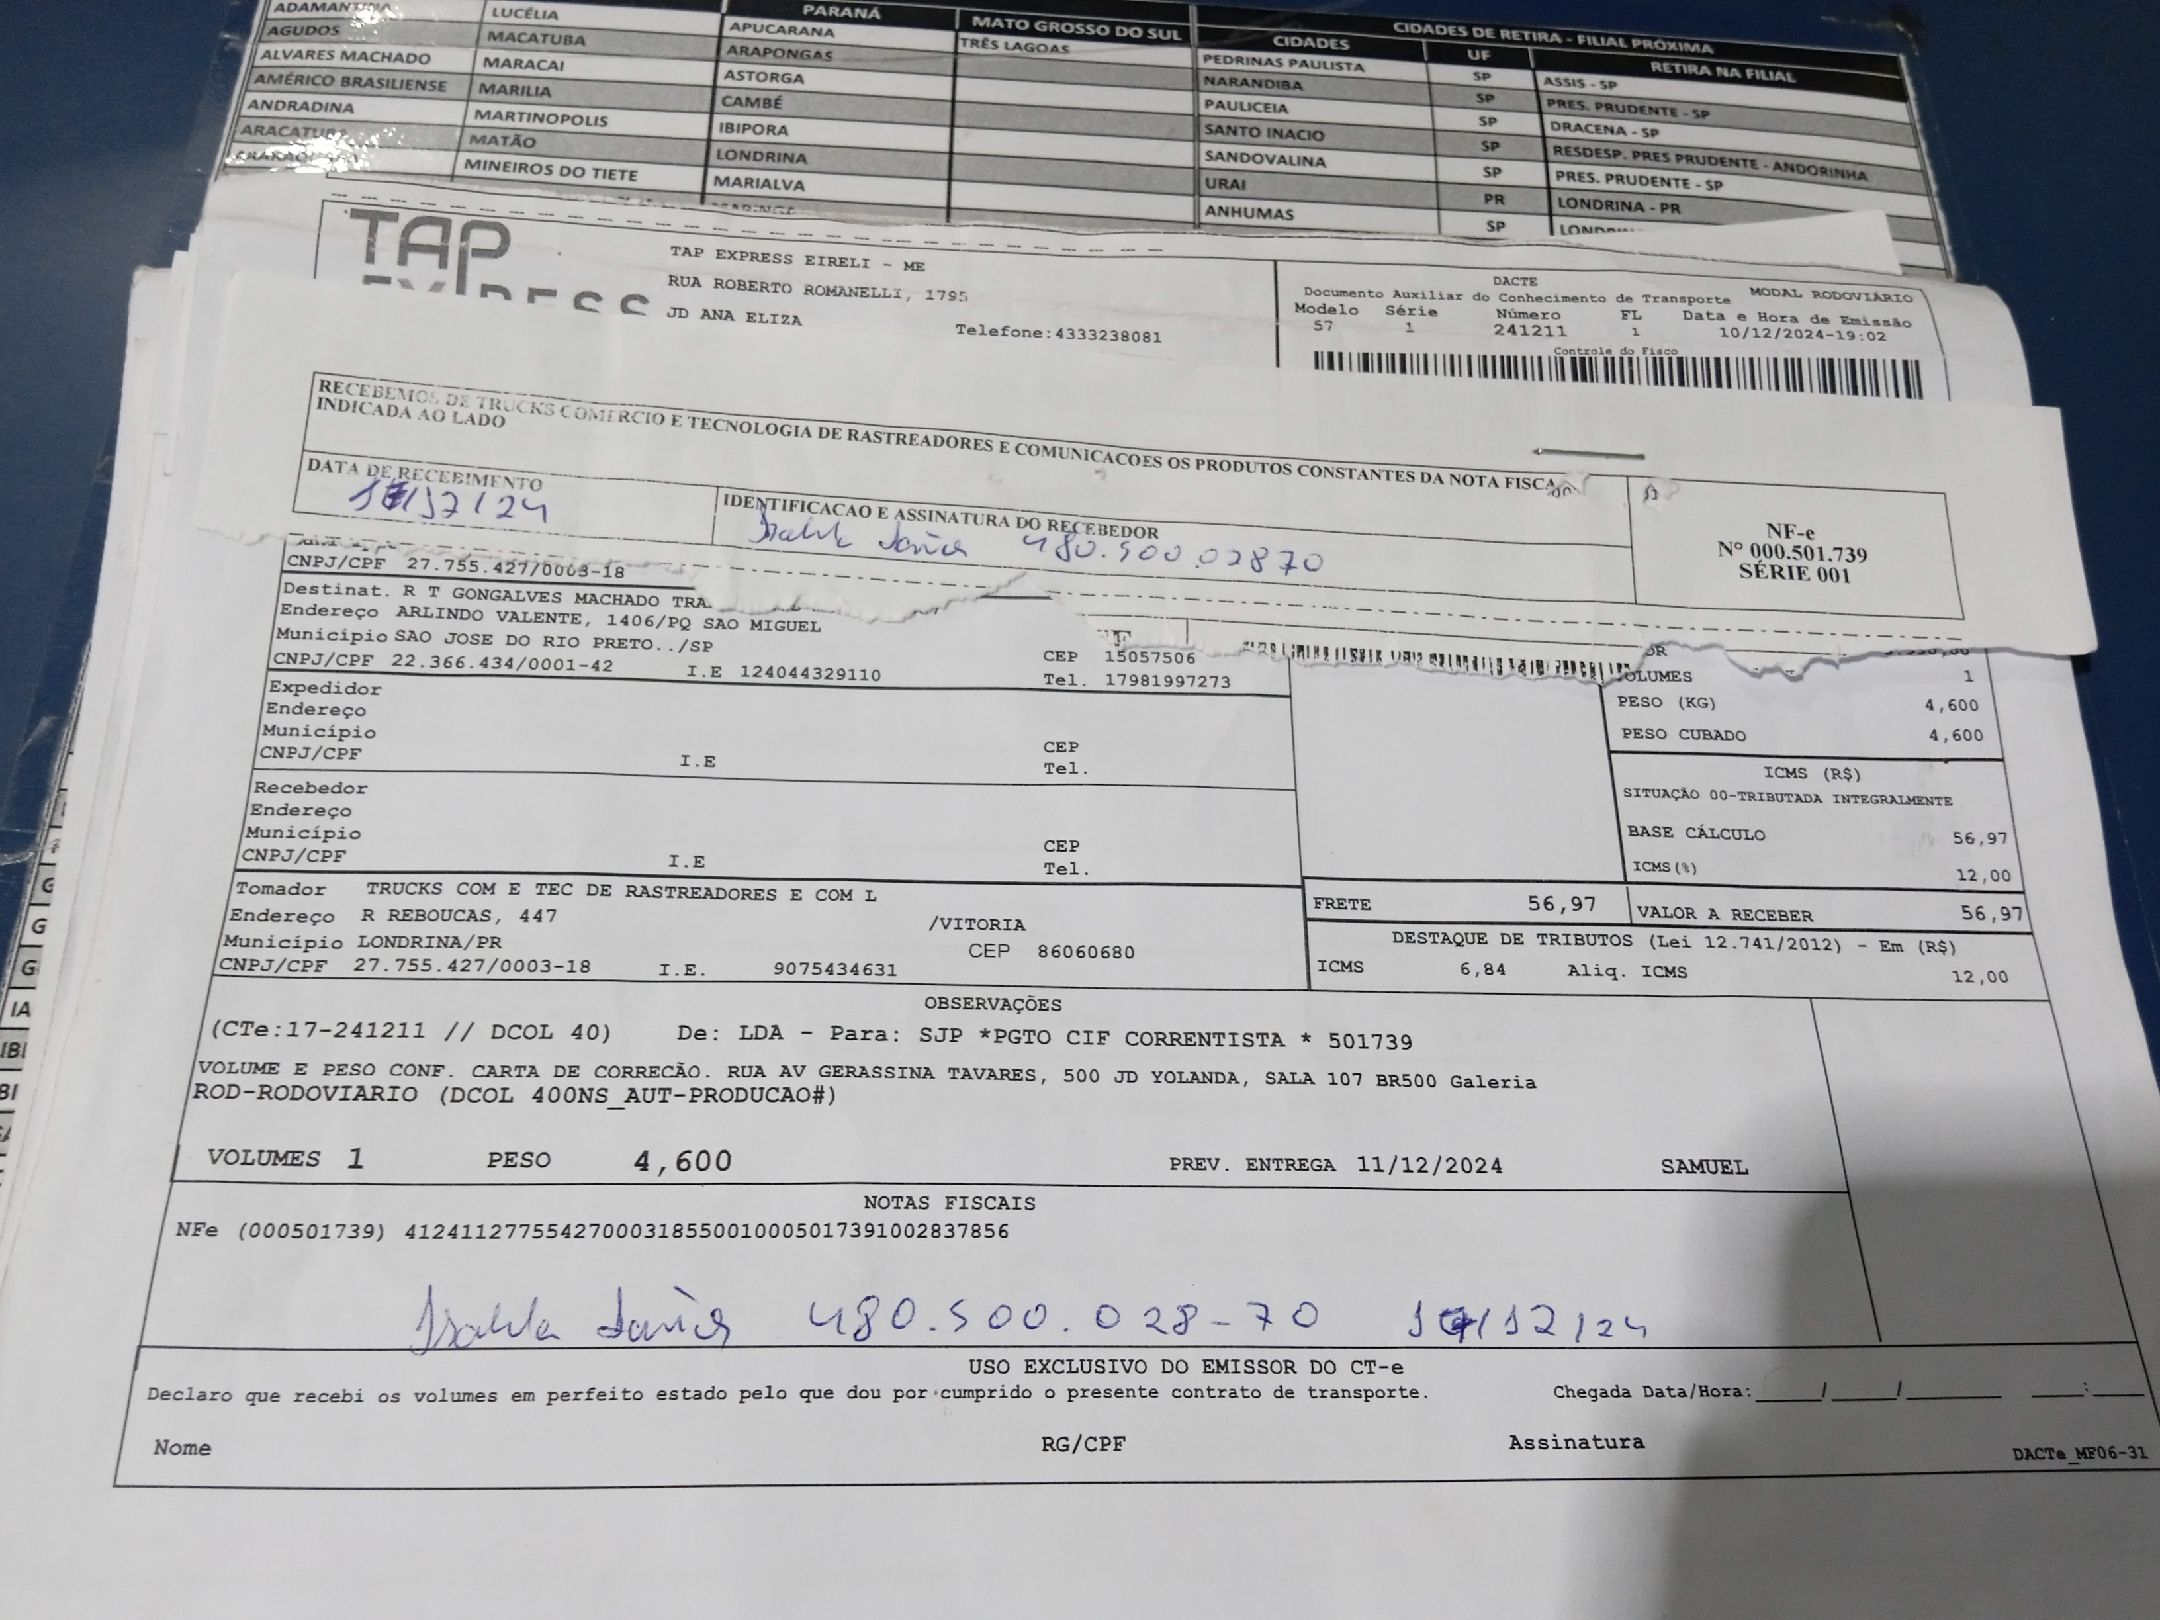 ADAMANTINA LUCÉLIA PARANÁ MATO GROSSO DO SUL CIDADES DE RETIRA - FILIAL PRÓXIMA
AGUDOS MACATUBA APUCARANA TRÊS LAGOAS CIDADES UF RETIRA NA FILIAL
ALVARES MACHADO MARACAI ARAPONGAS PEDRINAS PAULISTA SP ASSIS - SP
AMÉRICO BRASILIENSE MARILIA ASTORGA NARANDIBA SP PRES. PRUDENTE - SP
ANDRADINA MARTINOPOLIS CAMBÉ PAULICEIA SP DRACENA - SP
ARACATUBA MATÃO IBIPORA SANTO INACIO SP RESDESP. PRES PRUDENTE - ANDORINHA
MINEIROS DO TIETE LONDRINA SANDOVALINA SP PRES. PRUDENTE - SP
MARIALVA URAI PR LONDRINA - PR
MARINGA ANHUMAS SP
TAP EXPRESS
TAP EXPRESS EIRELI - ME
RUA ROBERTO ROMANELLI, 1795
JD ANA ELIZA Telefone:4333238081
DACTE MODAL RODOVIÁRIO
Documento Auxiliar do Conhecimento de Transporte
Modelo Série Número FL Data e Hora de Emissão
57 1 241211 1 10/12/2024-19:02
Controle do Fisco
RECEBEMOS DE TRUCKS COMERCIO E TECNOLOGIA DE RASTREADORES E COMUNICACOES OS PRODUTOS CONSTANTES DA NOTA FISCA
INDICADA AO LADO
DATA DE RECEBIMENTO IDENTIFICACAO E ASSINATURA DO RECEBEDOR
480.500.02870
NF-e
Nº 000.501.739
SÉRIE 001
CNPJ/CPF 27.755.427/0003-18
Destinat. R T GONGALVES MACHADO TRA
Endereço ARLINDO VALENTE, 1406/PQ SAO MIGUEL
Município SAO JOSE DO RIO PRETO../SP CEP 15057506
CNPJ/CPF 22.366.434/0001-42 I.E 124044329110 Tel. 17981997273
VOLUMES 1
PESO (KG) 4,600
PESO CUBADO 4,600
Expedidor
Endereço
Município CEP
CNPJ/CPF I.E Tel.
ICMS (R$)
SITUAÇÃO 00-TRIBUTADA INTEGRALMENTE
BASE CÁLCULO 56,97
ICMS(%) 12,00
Recebedor
Endereço
Município CEP
CNPJ/CPF I.E Tel.
Tomador TRUCKS COM E TEC DE RASTREADORES E COM L
Endereço R REBOUCAS, 447 /VITORIA
Município LONDRINA/PR CEP 86060680
CNPJ/CPF 27.755.427/0003-18 I.E. 9075434631
FRETE 56,97 VALOR A RECEBER 56,97
DESTAQUE DE TRIBUTOS (Lei 12.741/2012) - Em (R$)
ICMS 6,84 Aliq. ICMS 12,00
OBSERVAÇÕES
(CTe:17-241211 // DCOL 40) De: LDA - Para: SJP *PGTO CIF CORRENTISTA * 501739
VOLUME E PESO CONF. CARTA DE CORRECÃO. RUA AV GERASSINA TAVARES, 500 JD YOLANDA, SALA 107 BR500 Galeria
ROD-RODOVIARIO (DCOL 400NS_AUT-PRODUCAO#)
VOLUMES 1 PESO 4,600 PREV. ENTREGA 11/12/2024 SAMUEL
NOTAS FISCAIS
NFe (000501739) 41241127755427000318550010005017391002837856
480.500.028-70
USO EXCLUSIVO DO EMISSOR DO CT-e
Declaro que recebi os volumes em perfeito estado pelo que dou por cumprido o presente contrato de transporte. Chegada Data/Hora:____/____/______ ___:____
Nome RG/CPF Assinatura
DACTe_MF06-31